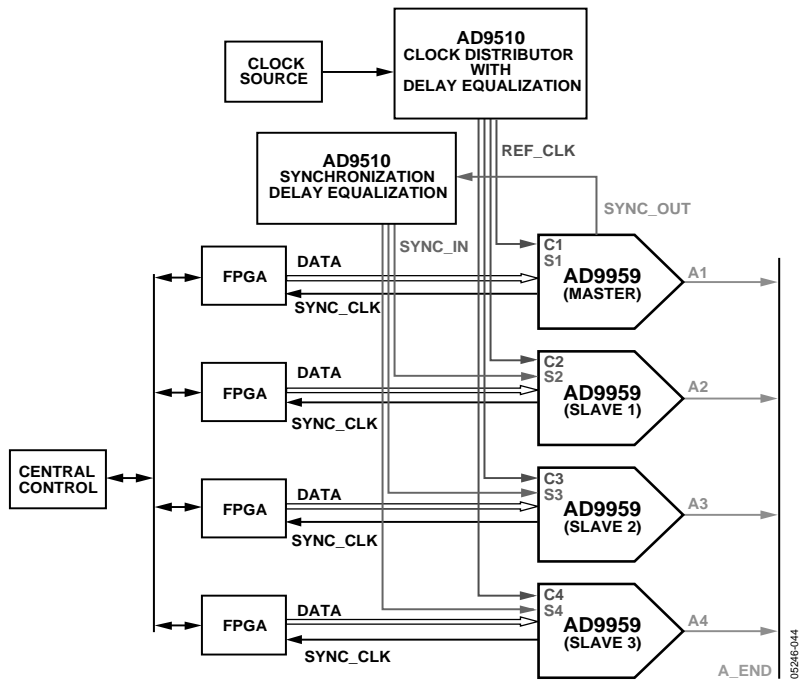 AD9510
CLOCK DISTRIBUTOR
WITH
DELAY EQUALIZATION
CLOCK
SOURCE
REF_CLK
AD9510
SYNCHRONIZATION
DELAY EQUALIZATION
SYNC_OUT
SYNC_IN
FPGA
DATA
SYNC_CLK
C1
S1
AD9959
(MASTER)
A1
FPGA
DATA
SYNC_CLK
C2
S2
AD9959
(SLAVE 1)
A2
CENTRAL
CONTROL
FPGA
DATA
SYNC_CLK
C3
S3
AD9959
(SLAVE 2)
A3
FPGA
DATA
SYNC_CLK
C4
S4
AD9959
(SLAVE 3)
A4
A_END
05246-044